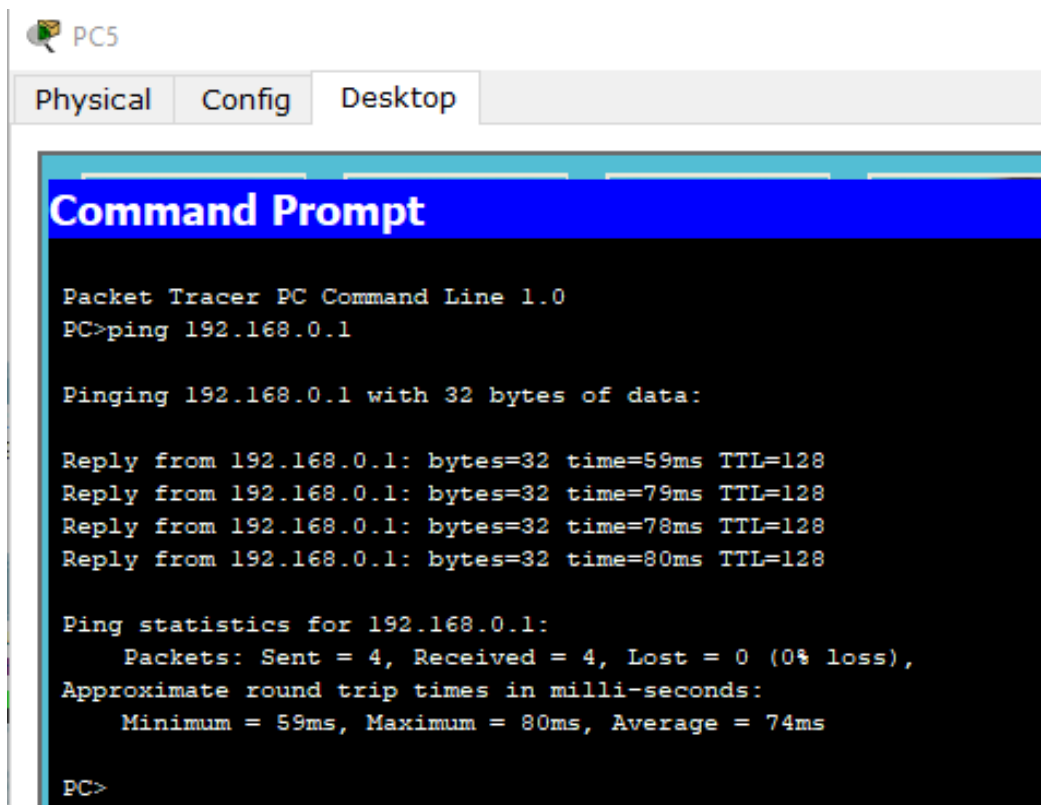 PC5
Physical Config Desktop
Command Prompt
Packet Tracer PC Command Line 1.0
PC>ping 192.168.0.1
Pinging 192.168.0.1 with 32 bytes of data:
Reply from 192.168.0.1: bytes=32 time=59ms TTL=128
Reply from 192.168.0.1: bytes=32 time=79ms TTL=128
Reply from 192.168.0.1: bytes=32 time=78ms TTL=128
Reply from 192.168.0.1: bytes=32 time=80ms TTL=128
Ping statistics for 192.168.0.1:
Packets: Sent = 4, Received = 4, Lost = 0 (0% loss),
Approximate round trip times in milli-seconds:
Minimum = 59ms, Maximum = 80ms, Average = 74ms
PC>